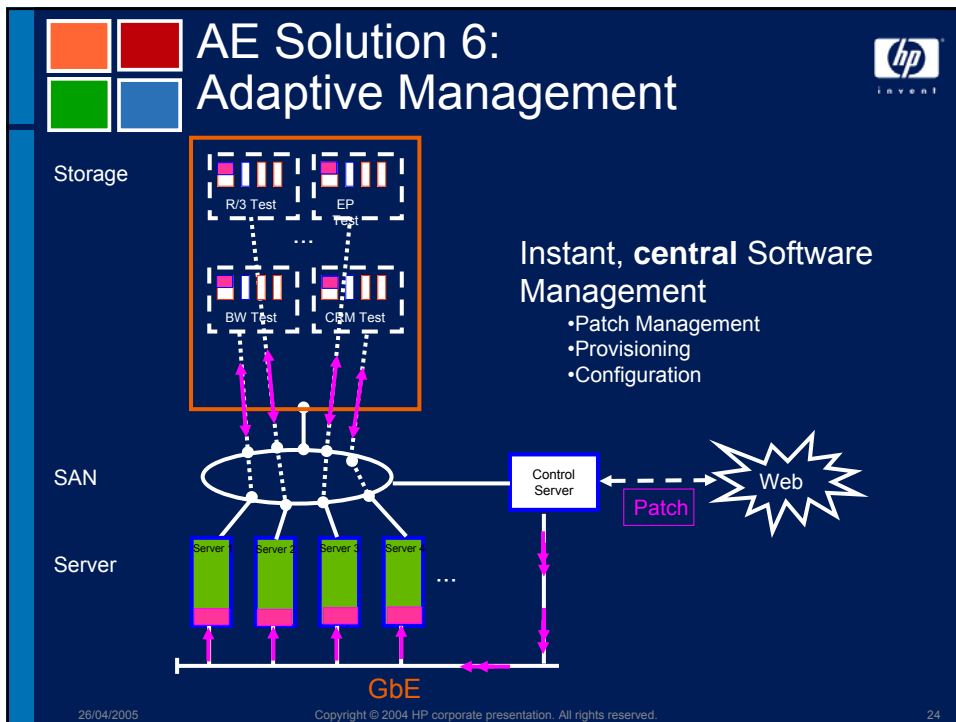 AE Solution 6:
Adaptive Management
hp
invent
Storage
R/3 Test
EP
Test
...
BW Test
CRM Test
Instant, central Software
Management
•Patch Management
•Provisioning
•Configuration
SAN
Control
Server
Patch
Web
Server
Server 1
Server 2
Server 3
Server 4
...
GbE
26/04/2005
Copyright © 2004 HP corporate presentation. All rights reserved.
24